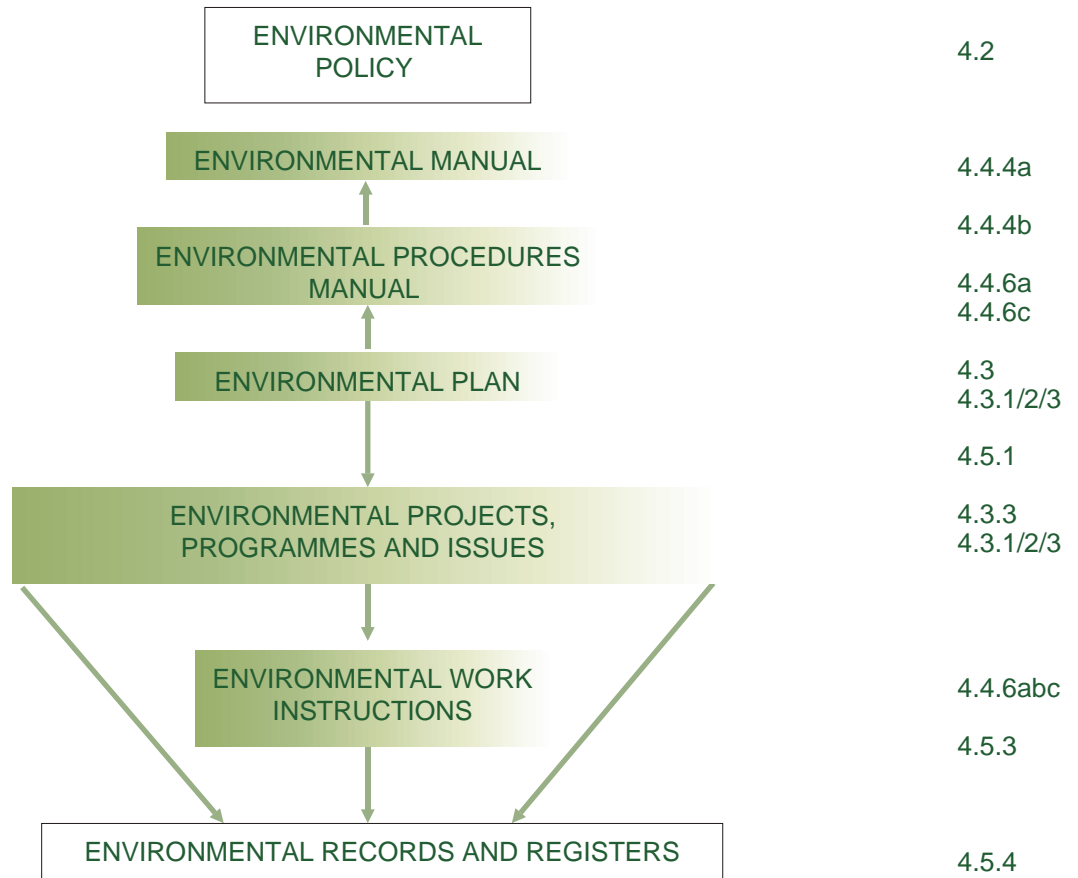 ENVIRONMENTAL
POLICY
4.2
ENVIRONMENTAL MANUAL
4.4.4a
4.4.4b
ENVIRONMENTAL PROCEDURES
MANUAL
4.4.6a
4.4.6c
ENVIRONMENTAL PLAN
4.3
4.3.1/2/3
4.5.1
ENVIRONMENTAL PROJECTS,
PROGRAMMES AND ISSUES
4.3.3
4.3.1/2/3
ENVIRONMENTAL WORK
INSTRUCTIONS
4.4.6abc
4.5.3
ENVIRONMENTAL RECORDS AND REGISTERS
4.5.4